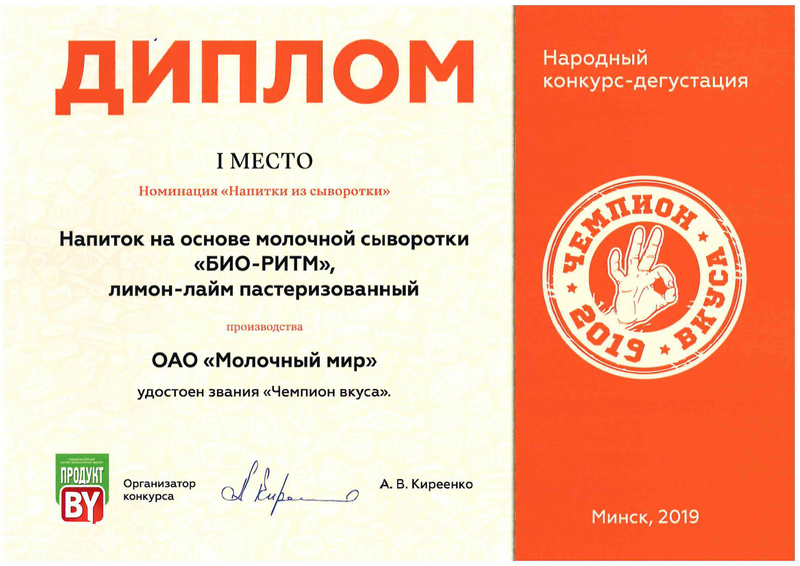 ДИПЛОМ
I МЕСТО
Номинация «Напитки из сыворотки»
Напиток на основе молочной сыворотки
«БИО-РИТМ»,
лимон-лайм пастеризованный
производства
ОАО «Молочный мир»
удостоен звания «Чемпион вкуса».
ПРОДУКТ
BY
Организатор
конкурса
А. В. Киреенко
Народный
конкурс-дегустация
ЧЕМПИОН
ВКУСА
2019
Минск, 2019